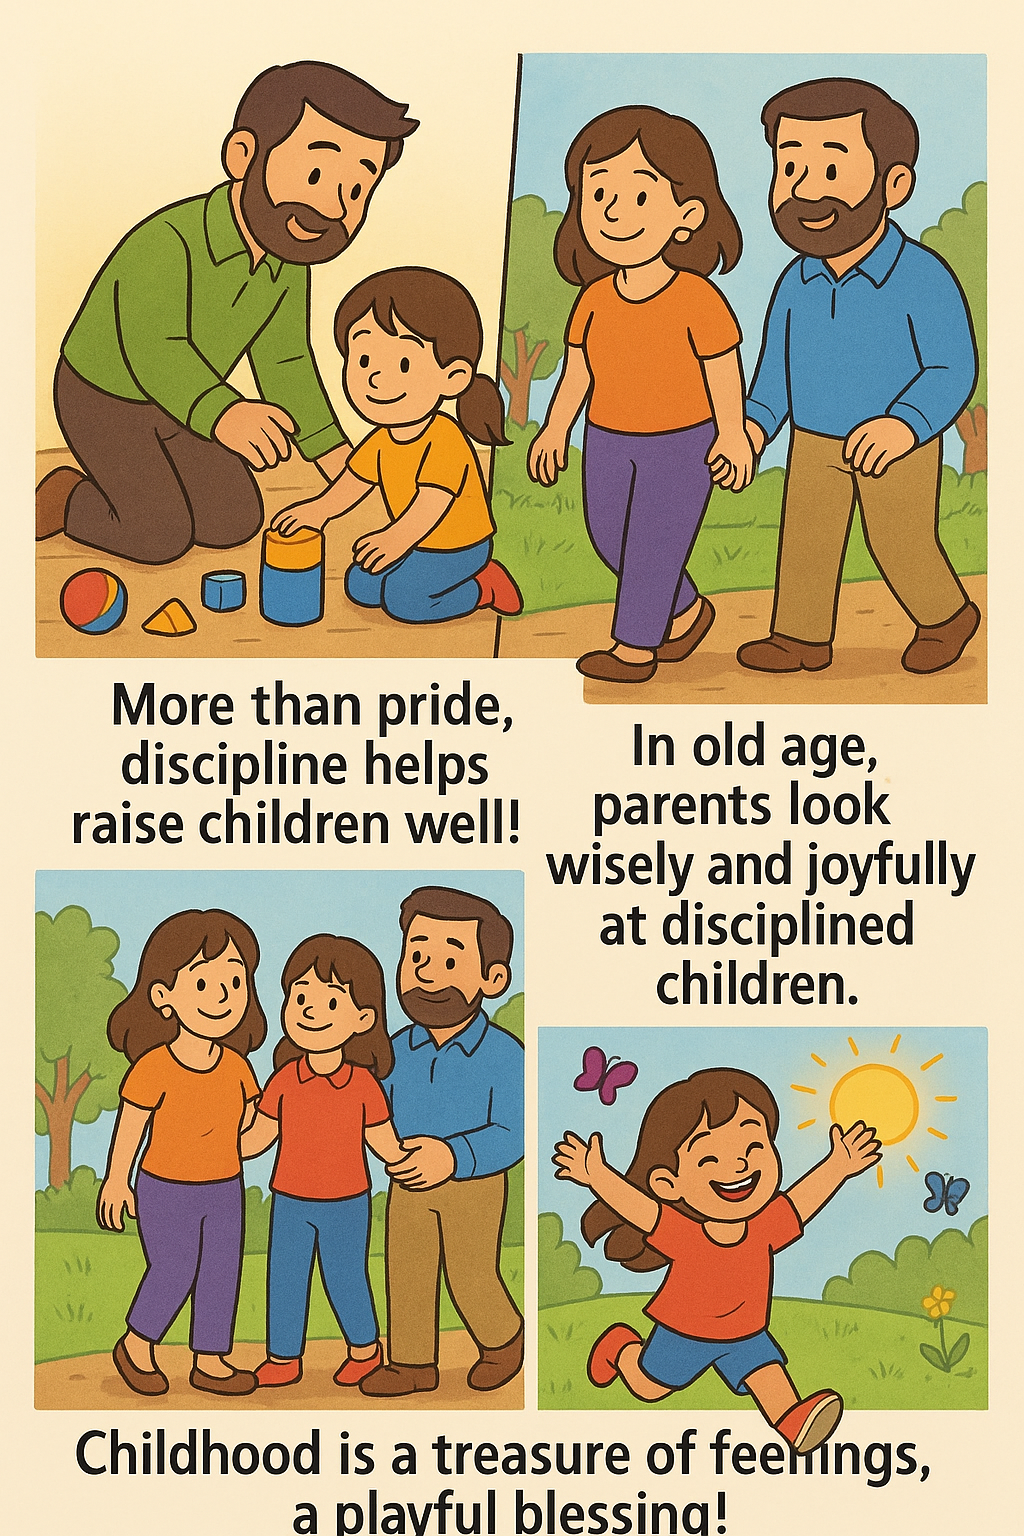 More than pride,
discipline helps
raise children well!
In old age,
parents look
wisely and joyfully
at disciplined
children.
Childhood is a treasure of feelings,
a playful blessing!